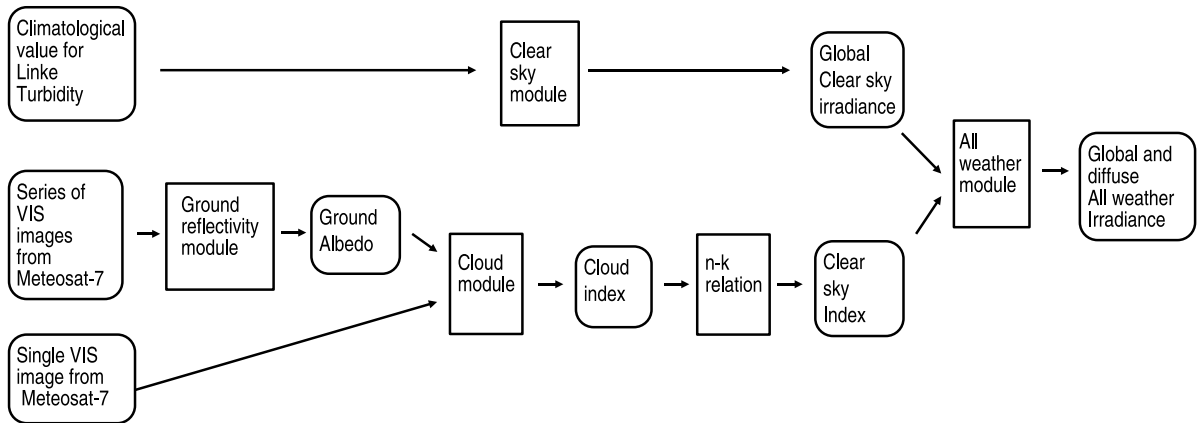 Climatological
value for
Linke
Turbidity
Clear
sky
module
Global
Clear sky
irradiance
All
weather
module
Global and
diffuse
All weather
Irradiance
Series of
VIS
images
from
Meteosat-7
Ground
reflectivity
module
Ground
Albedo
Cloud
module
Cloud
index
n-k
relation
Clear
sky
Index
Single VIS
image from
Meteosat-7